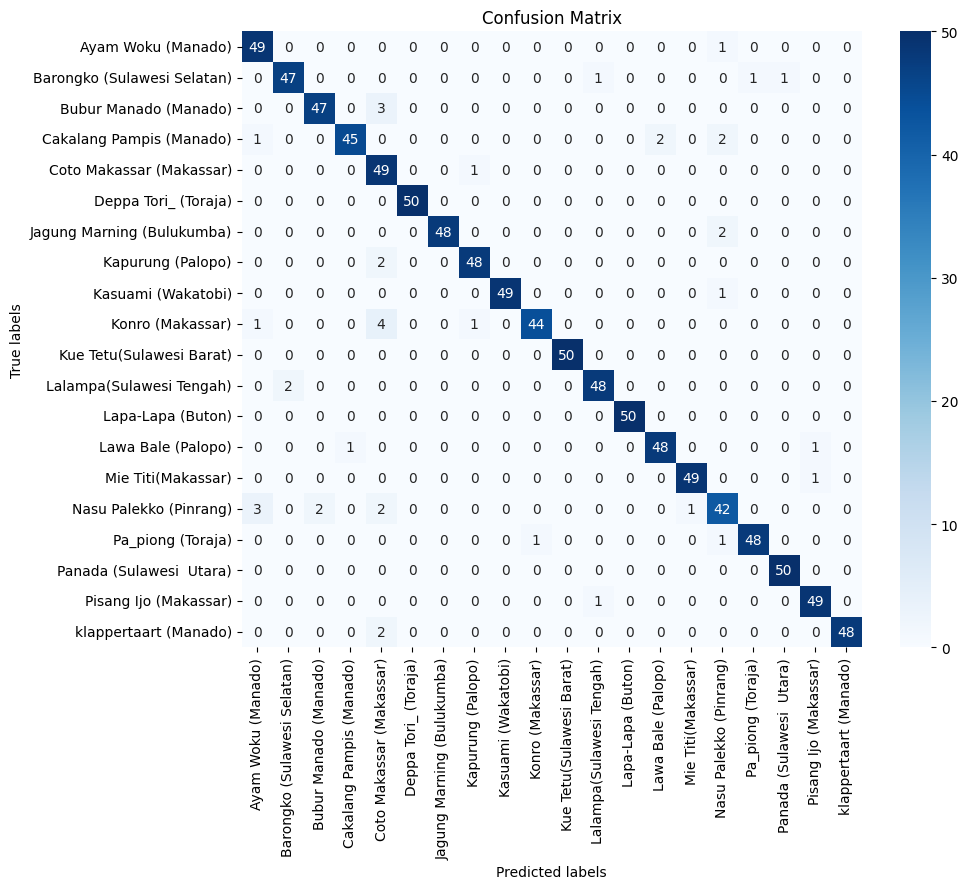 Confusion Matrix
Ayam Woku (Manado) 49 0 0 0 0 0 0 0 0 0 0 0 0 0 0 1 0 0 0 0
Barongko (Sulawesi Selatan) 0 47 0 0 0 0 0 0 0 0 0 1 0 0 0 0 1 1 0 0
Bubur Manado (Manado) 0 0 47 0 3 0 0 0 0 0 0 0 0 0 0 0 0 0 0 0
Cakalang Pampis (Manado) 1 0 0 45 0 0 0 0 0 0 0 0 0 2 0 2 0 0 0 0
Coto Makassar (Makassar) 0 0 0 0 49 0 0 1 0 0 0 0 0 0 0 0 0 0 0 0
Deppa Tori_ (Toraja) 0 0 0 0 0 50 0 0 0 0 0 0 0 0 0 0 0 0 0 0
Jagung Marning (Bulukumba) 0 0 0 0 0 0 48 0 0 0 0 0 0 0 0 2 0 0 0 0
Kapurung (Palopo) 0 0 0 0 2 0 0 48 0 0 0 0 0 0 0 0 0 0 0 0
Kasuami (Wakatobi) 0 0 0 0 0 0 0 0 49 0 0 0 0 0 0 1 0 0 0 0
Konro (Makassar) 1 0 0 0 4 0 0 1 0 44 0 0 0 0 0 0 0 0 0 0
Kue Tetu(Sulawesi Barat) 0 0 0 0 0 0 0 0 0 0 50 0 0 0 0 0 0 0 0 0
Lalampa(Sulawesi Tengah) 0 2 0 0 0 0 0 0 0 0 0 48 0 0 0 0 0 0 0 0
Lapa-Lapa (Buton) 0 0 0 0 0 0 0 0 0 0 0 0 50 0 0 0 0 0 0 0
Lawa Bale (Palopo) 0 0 0 1 0 0 0 0 0 0 0 0 0 48 0 0 0 0 1 0
Mie Titi(Makassar) 0 0 0 0 0 0 0 0 0 0 0 0 0 0 49 0 0 0 1 0
Nasu Palekko (Pinrang) 3 0 2 0 2 0 0 0 0 0 0 0 0 0 1 42 0 0 0 0
Pa_piong (Toraja) 0 0 0 0 0 0 0 0 0 1 0 0 0 0 0 1 48 0 0 0
Panada (Sulawesi  Utara) 0 0 0 0 0 0 0 0 0 0 0 0 0 0 0 0 0 50 0 0
Pisang Ijo (Makassar) 0 0 0 0 0 0 0 0 0 0 0 1 0 0 0 0 0 0 49 0
klappertaart (Manado) 0 0 0 0 2 0 0 0 0 0 0 0 0 0 0 0 0 0 0 48
True labels
Ayam Woku (Manado)
Barongko (Sulawesi Selatan)
Bubur Manado (Manado)
Cakalang Pampis (Manado)
Coto Makassar (Makassar)
Deppa Tori_ (Toraja)
Jagung Marning (Bulukumba)
Kapurung (Palopo)
Kasuami (Wakatobi)
Konro (Makassar)
Kue Tetu(Sulawesi Barat)
Lalampa(Sulawesi Tengah)
Lapa-Lapa (Buton)
Lawa Bale (Palopo)
Mie Titi(Makassar)
Nasu Palekko (Pinrang)
Pa_piong (Toraja)
Panada (Sulawesi  Utara)
Pisang Ijo (Makassar)
klappertaart (Manado)
Predicted labels
50
40
30
20
10
0